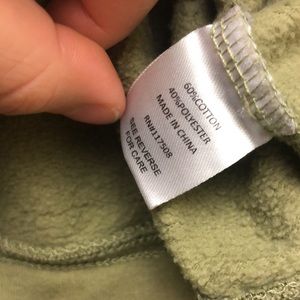 60%COTTON
40%POLYESTER
MADE IN CHINA
RN#117508
SEE REVERSE
FOR CARE